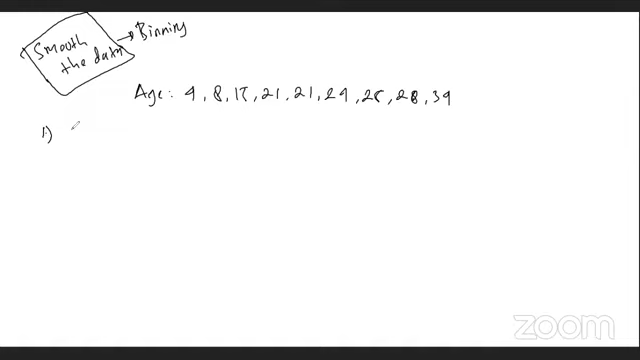 Smooth
the data → Binning
Age: 4, 8, 15, 21, 21, 24, 25, 28, 34
1)
zoom